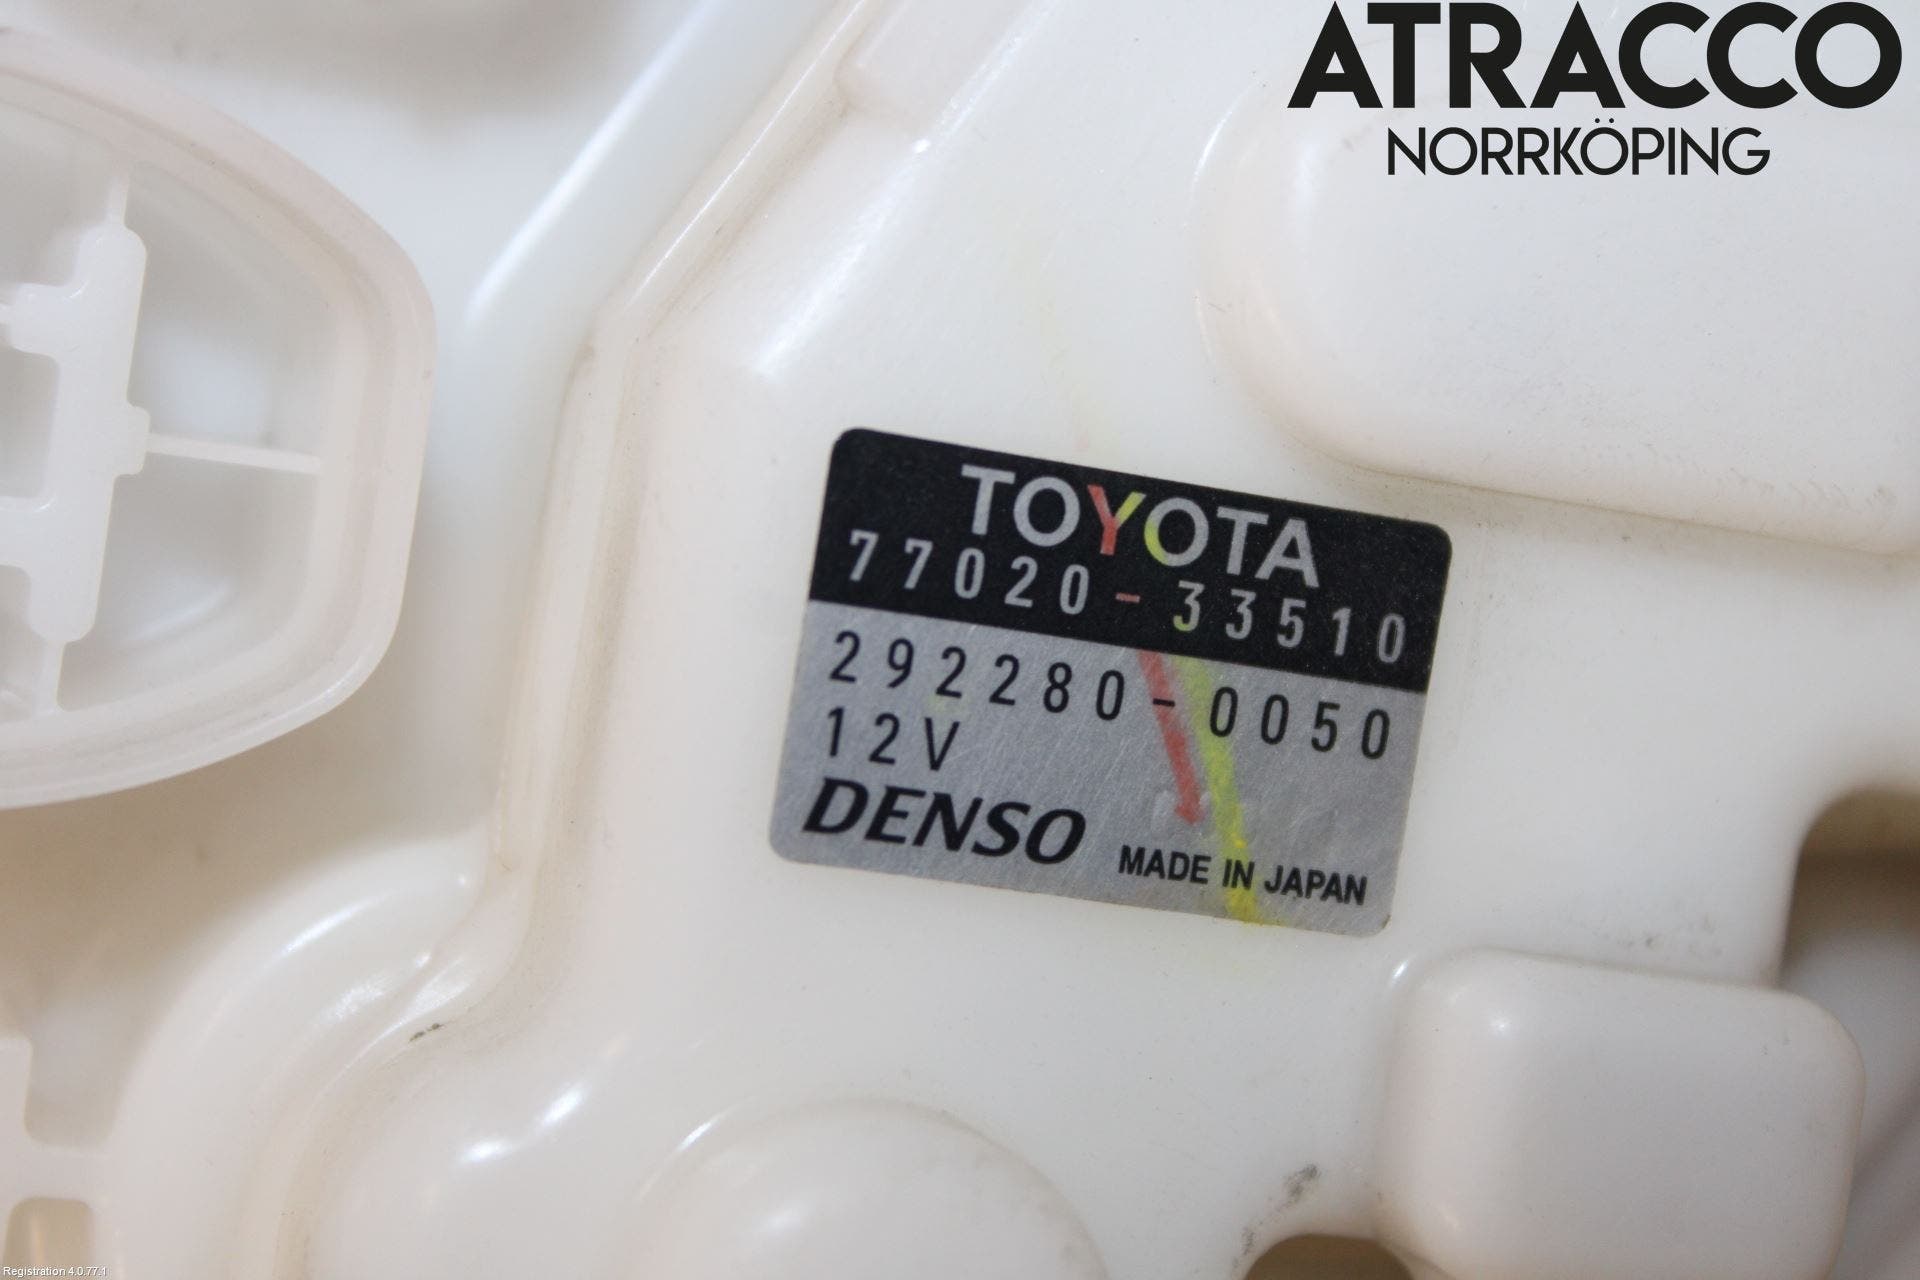 ATRACCO
NORRKÖPING
TOYOTA
77020-33510
292280-0050
12V
DENSO MADE IN JAPAN
Registration 4.0.77.1